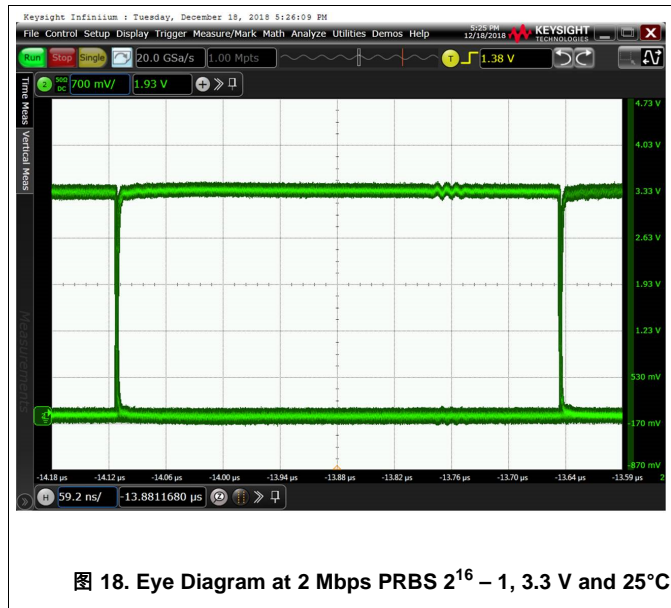 Keysight Infiniium : Tuesday, December 18, 2018 5:26:09 PM
File Control Setup Display Trigger Measure/Mark Math Analyze Utilities Demos Help
5:25 PM
12/18/2018
KEYSIGHT
TECHNOLOGIES
Run Stop Single 20.0 GSa/s 1.00 Mpts T 1.38 V
2 50Ω DC 700 mV/ 1.93 V
Time Meas
Vertical Meas
Measurements
4.73 V
4.03 V
3.33 V
2.63 V
1.93 V
1.23 V
530 mV
-170 mV
-870 mV
-14.18 µs -14.12 µs -14.06 µs -14.00 µs -13.94 µs -13.88 µs -13.82 µs -13.76 µs -13.70 µs -13.64 µs -13.59 µs 2
H 59.2 ns/ -13.8811680 µs
图 18. Eye Diagram at 2 Mbps PRBS 2^16 – 1, 3.3 V and 25°C